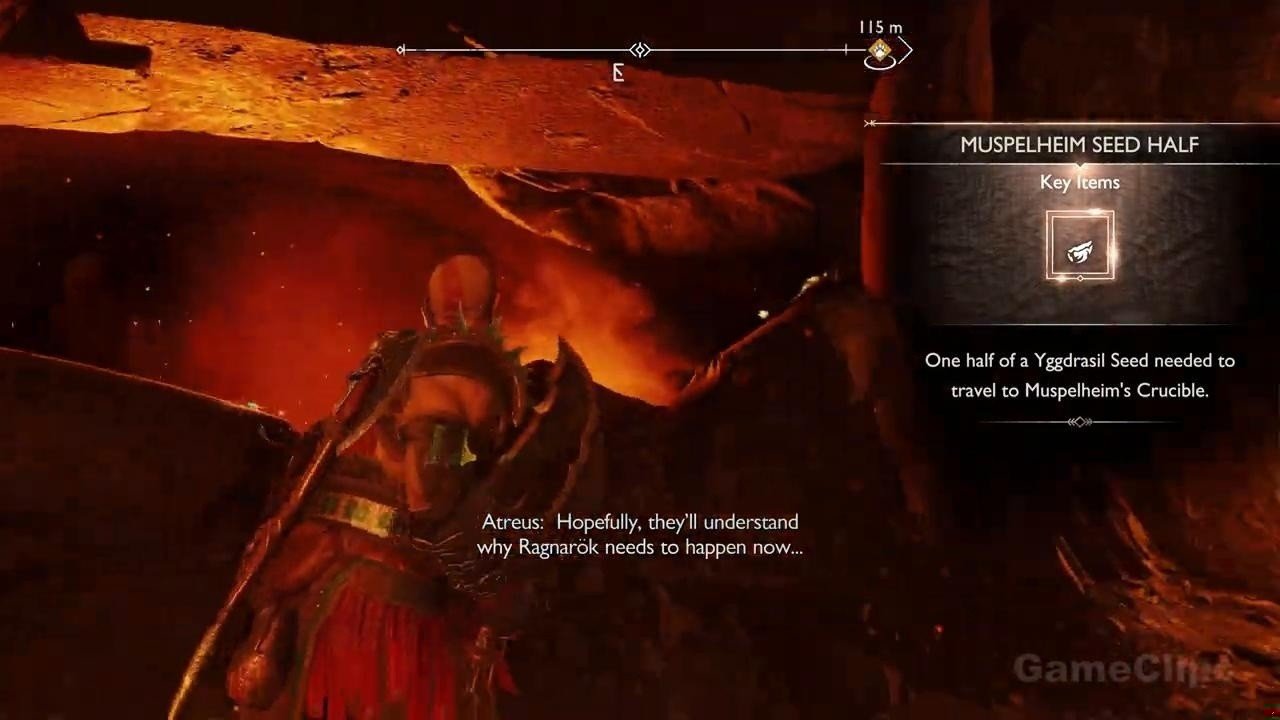 115 m
E
MUSPELHEIM SEED HALF
Key Items
One half of a Yggdrasil Seed needed to
travel to Muspelheim's Crucible.
Atreus: Hopefully, they'll understand
why Ragnarök needs to happen now...